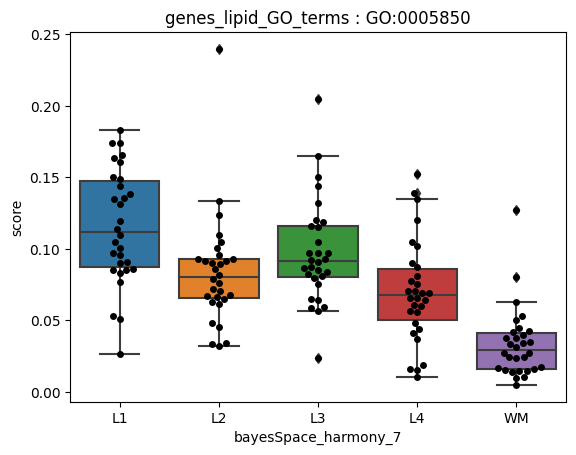 genes_lipid_GO_terms : GO:0005850
0.25
0.20
0.15
0.10
0.05
0.00
score
L1 L2 L3 L4 WM
bayesSpace_harmony_7